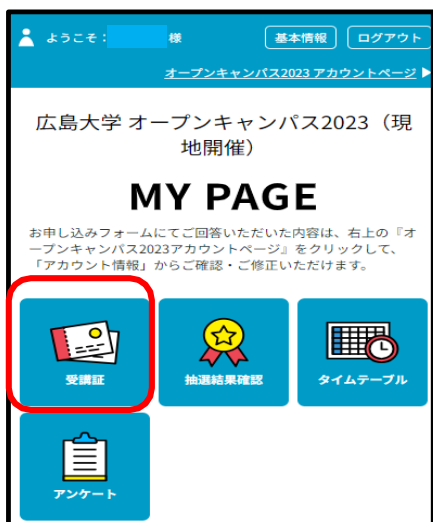 ようこそ： 様 基本情報 ログアウト
オープンキャンパス2023 アカウントページ ▶
広島大学 オープンキャンパス2023（現
地開催）
MY PAGE
お申し込みフォームにてご回答いただいた内容は、右上の『オ
ープンキャンパス2023アカウントページ』をクリックして、
「アカウント情報」からご確認・ご修正いただけます。
受講証 抽選結果確認 タイムテーブル
アンケート